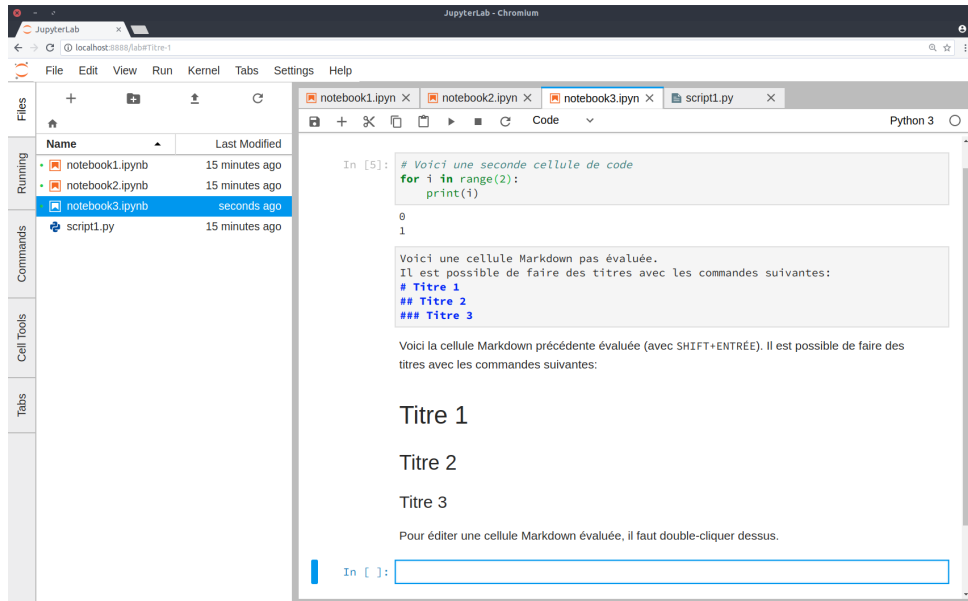 JupyterLab - Chromium
JupyterLab
localhost:8888/lab#Titre-1
File Edit View Run Kernel Tabs Settings Help
Files
Running
Commands
Cell Tools
Tabs
Name Last Modified
notebook1.ipynb 15 minutes ago
notebook2.ipynb 15 minutes ago
notebook3.ipynb seconds ago
script1.py 15 minutes ago
notebook1.ipyn notebook2.ipyn notebook3.ipyn script1.py
Code Python 3
In [5]: # Voici une seconde cellule de code
for i in range(2):
print(i)
0
1
Voici une cellule Markdown pas évaluée.
Il est possible de faire des titres avec les commandes suivantes:
# Titre 1
## Titre 2
### Titre 3
Voici la cellule Markdown précédente évaluée (avec SHIFT+ENTRÉE). Il est possible de faire des
titres avec les commandes suivantes:
Titre 1
Titre 2
Titre 3
Pour éditer une cellule Markdown évaluée, il faut double-cliquer dessus.
In [ ]: